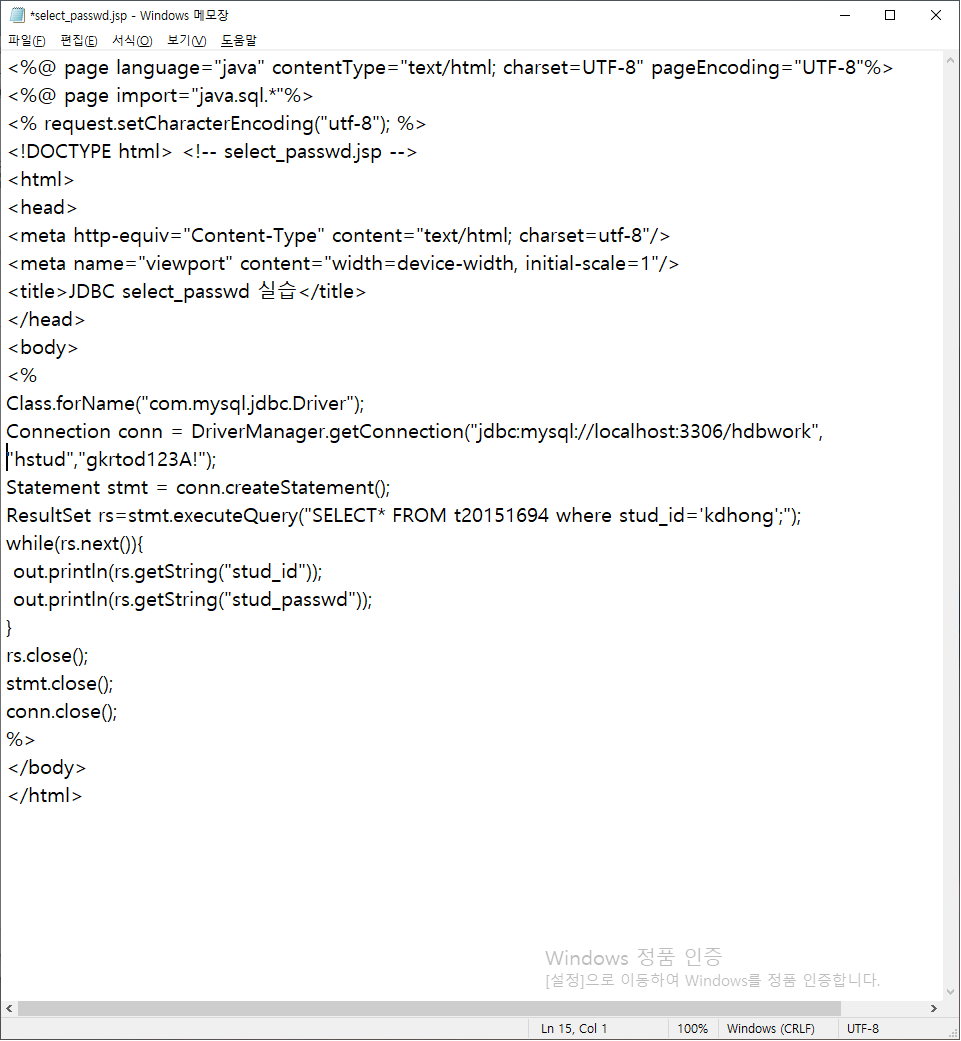 *select_passwd.jsp - Windows 메모장
파일(F) 편집(E) 서식(O) 보기(V) 도움말
<%@ page language="java" contentType="text/html; charset=UTF-8" pageEncoding="UTF-8"%>
<%@ page import="java.sql.*"%>
<% request.setCharacterEncoding("utf-8"); %>
<!DOCTYPE html> <!-- select_passwd.jsp -->
<html>
<head>
<meta http-equiv="Content-Type" content="text/html; charset=utf-8"/>
<meta name="viewport" content="width=device-width, initial-scale=1"/>
<title>JDBC select_passwd 실습</title>
</head>
<body>
<%
Class.forName("com.mysql.jdbc.Driver");
Connection conn = DriverManager.getConnection("jdbc:mysql://localhost:3306/hdbwork",
"hstud","gkrtod123A!");
Statement stmt = conn.createStatement();
ResultSet rs=stmt.executeQuery("SELECT* FROM t20151694 where stud_id='kdhong';");
while(rs.next()){
 out.println(rs.getString("stud_id"));
 out.println(rs.getString("stud_passwd"));
}
rs.close();
stmt.close();
conn.close();
%>
</body>
</html>
Windows 정품 인증
[설정]으로 이동하여 Windows를 정품 인증합니다.
Ln 15, Col 1 100% Windows (CRLF) UTF-8